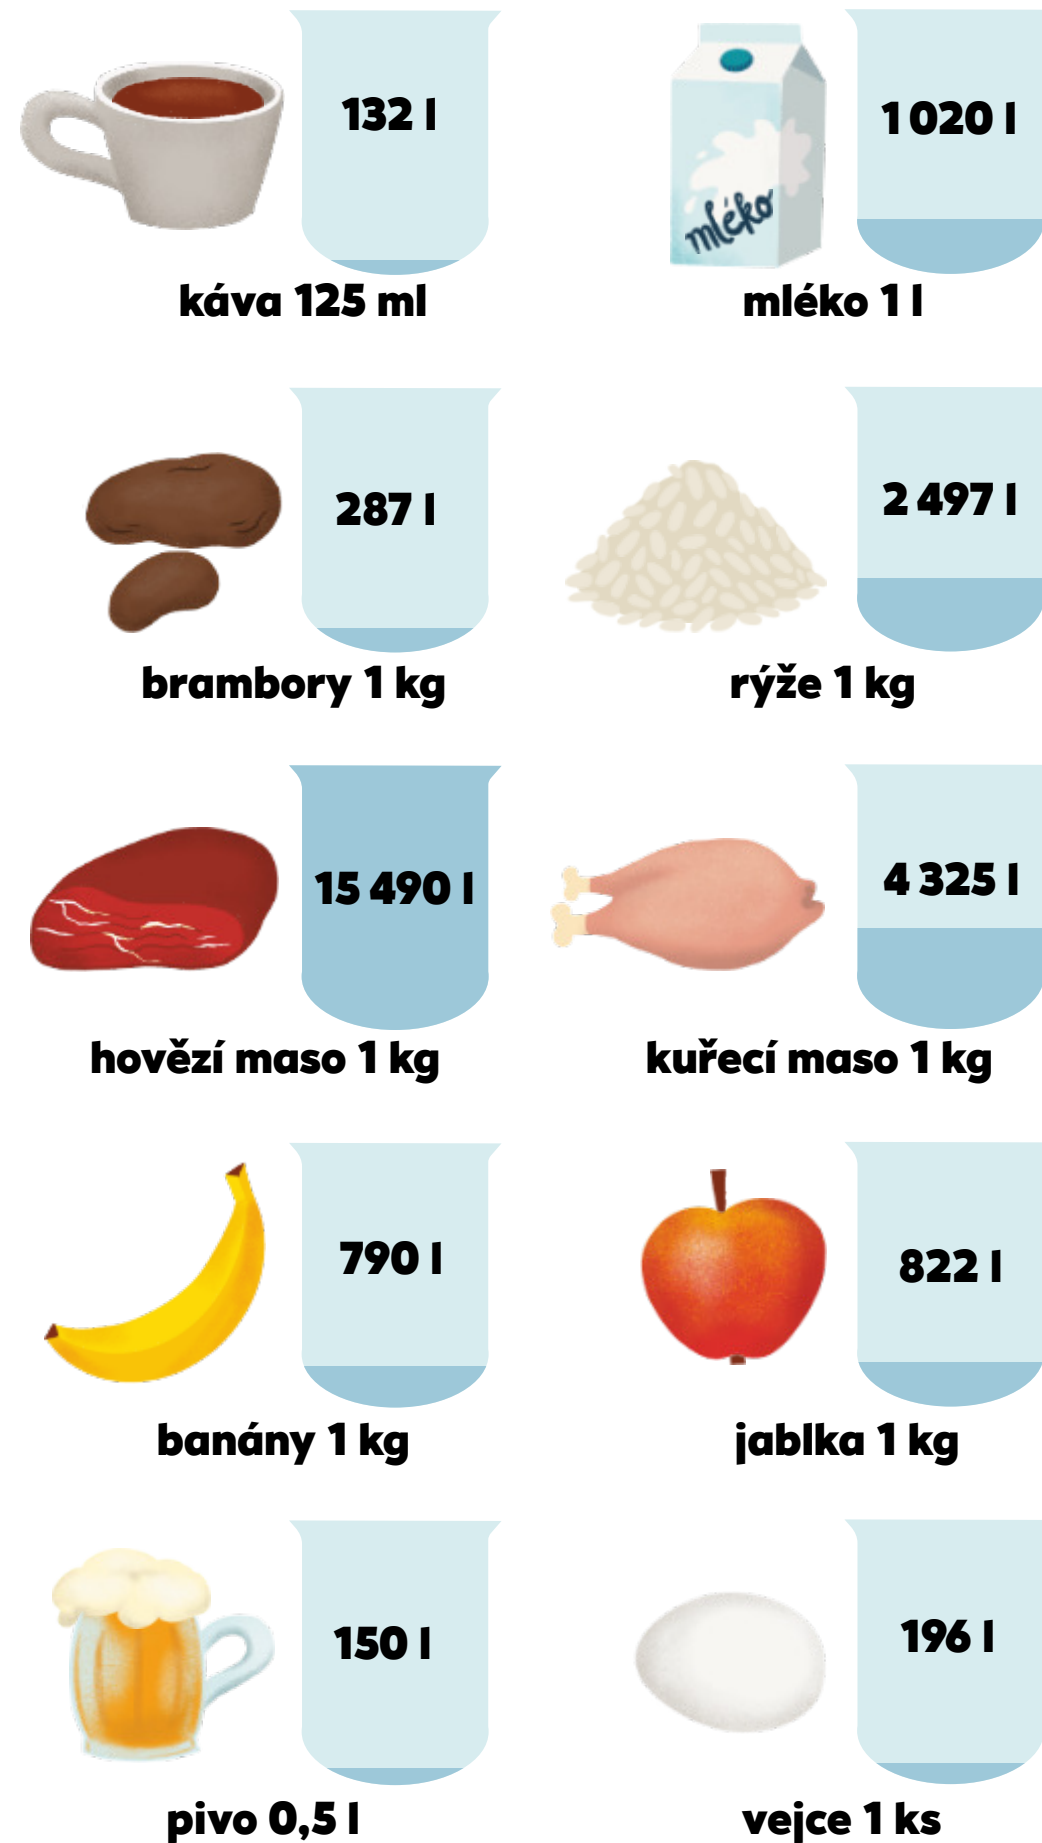 132 l
1 020 l
mléko
káva 125 ml
mléko 1 l
287 l
2 497 l
brambory 1 kg
rýže 1 kg
15 490 l
4 325 l
hovězí maso 1 kg
kuřecí maso 1 kg
790 l
822 l
banány 1 kg
jablka 1 kg
150 l
196 l
pivo 0,5 l
vejce 1 ks